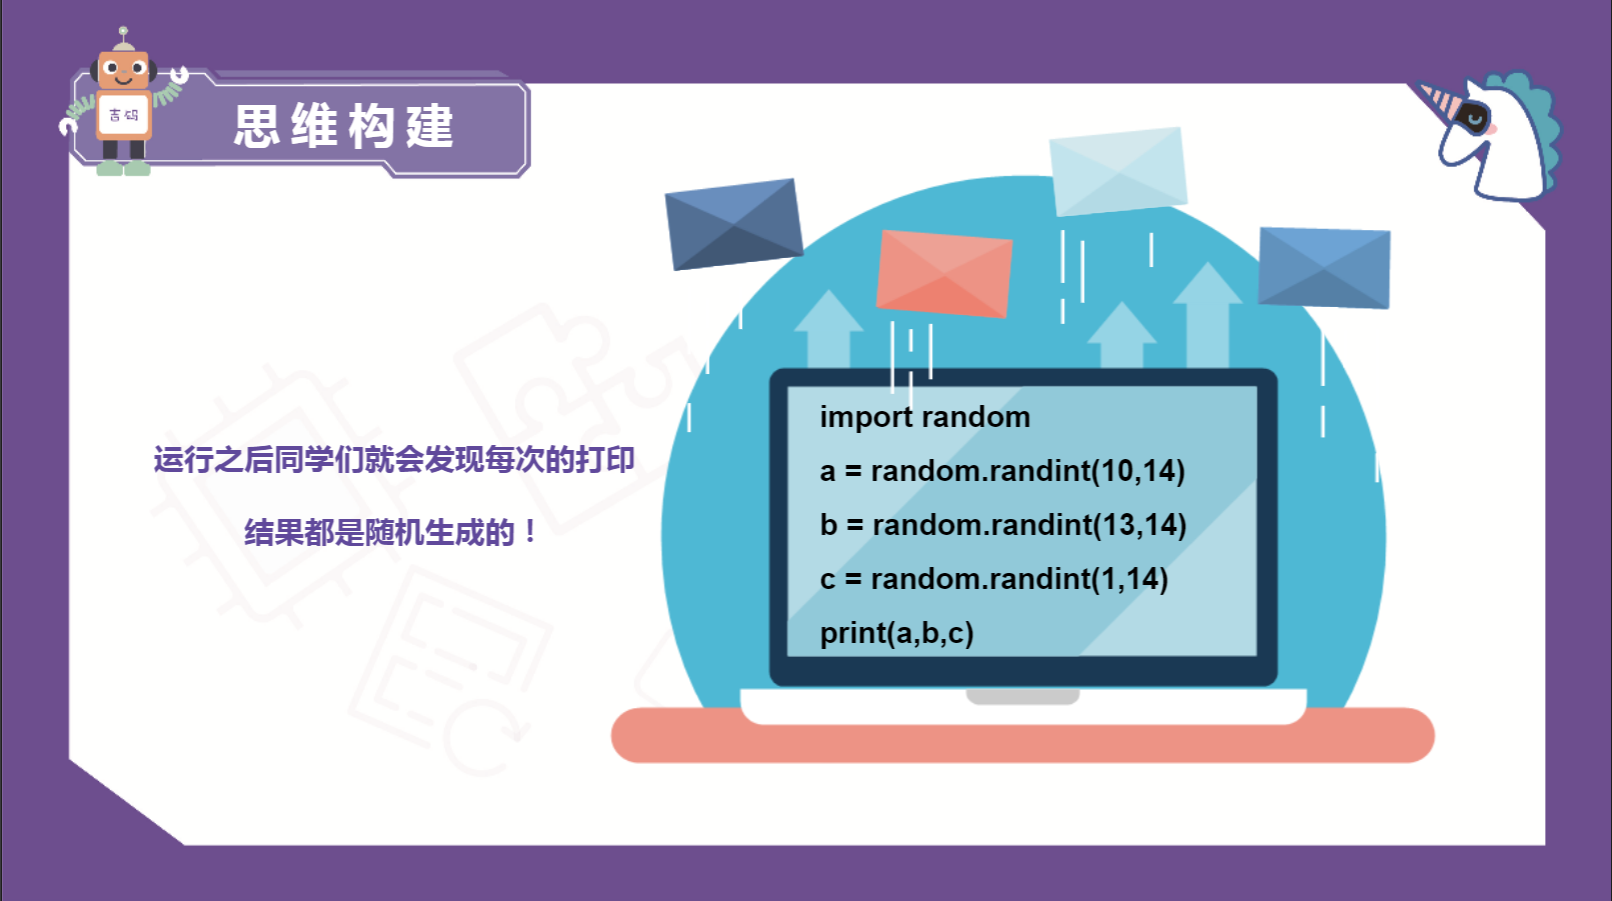 吉码
思维构建
运行之后同学们就会发现每次的打印
结果都是随机生成的！
import random
a = random.randint(10,14)
b = random.randint(13,14)
c = random.randint(1,14)
print(a,b,c)